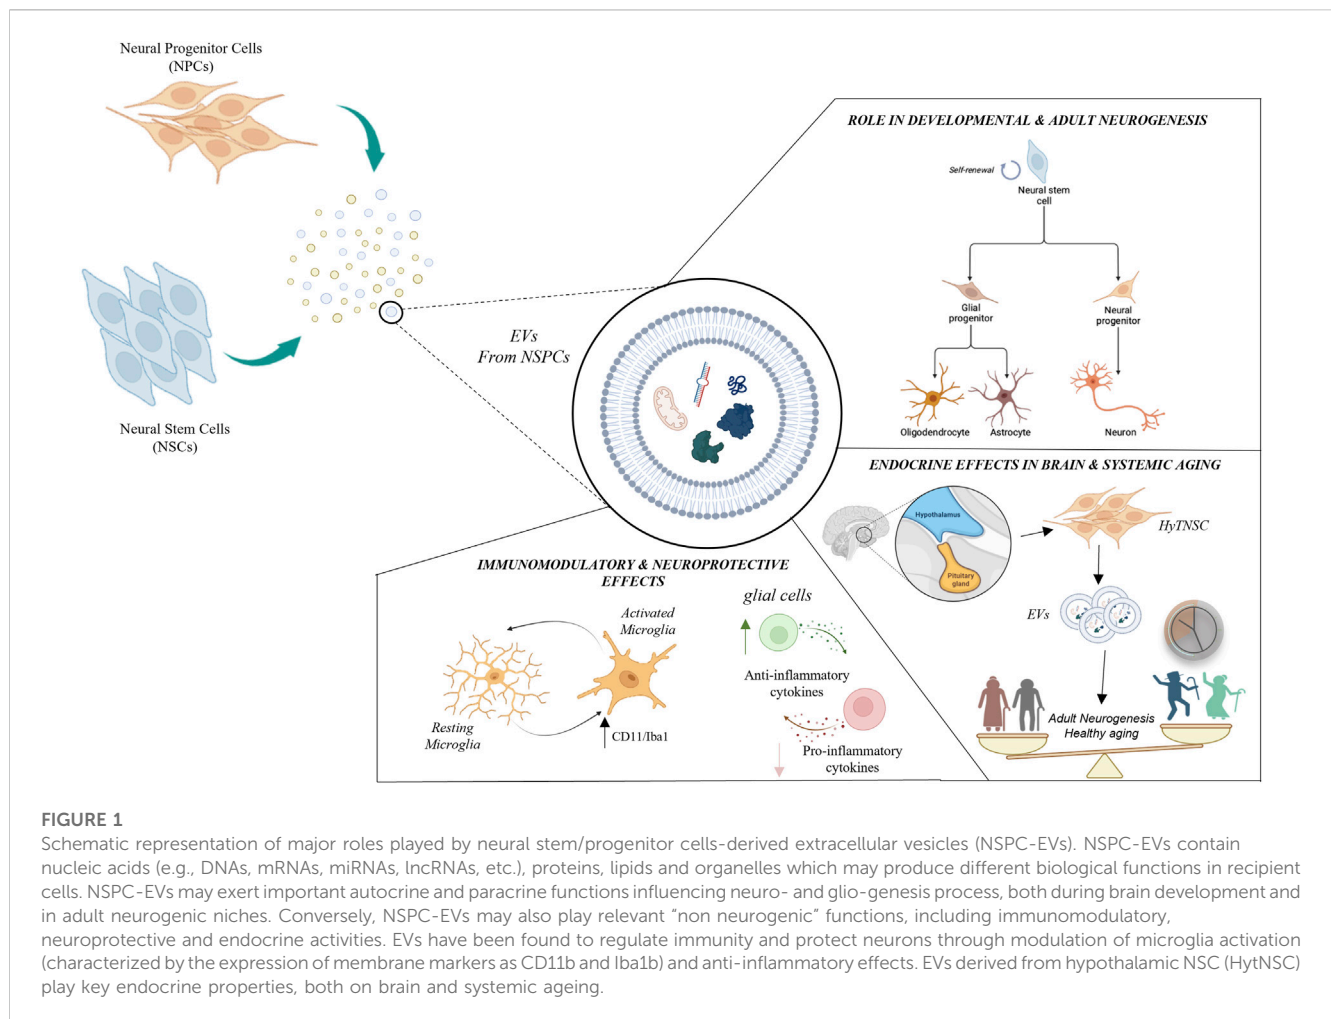 Neural Progenitor Cells
(NPCs)
Neural Stem Cells
(NSCs)
EVs
From NSPCs
ROLE IN DEVELOPMENTAL & ADULT NEUROGENESIS
Self-renewal
Neural stem
cell
Glial
progenitor
Neural
progenitor
Oligodendrocyte
Astrocyte
Neuron
ENDOCRINE EFFECTS IN BRAIN & SYSTEMIC AGING
Hypothalamus
Pituitary
gland
HyTNSC
EVs
Adult Neurogenesis
Healthy aging
IMMUNOMODULATORY & NEUROPROTECTIVE
EFFECTS
Activated
Microglia
Resting
Microglia
CD11/Iba1
glial cells
Anti-inflammatory
cytokines
Pro-inflammatory
cytokines
FIGURE 1
Schematic representation of major roles played by neural stem/progenitor cells-derived extracellular vesicles (NSPC-EVs). NSPC-EVs contain
nucleic acids (e.g., DNAs, mRNAs, miRNAs, lncRNAs, etc.), proteins, lipids and organelles which may produce different biological functions in recipient
cells. NSPC-EVs may exert important autocrine and paracrine functions influencing neuro- and glio-genesis process, both during brain development and
in adult neurogenic niches. Conversely, NSPC-EVs may also play relevant “non neurogenic” functions, including immunomodulatory,
neuroprotective and endocrine activities. EVs have been found to regulate immunity and protect neurons through modulation of microglia activation
(characterized by the expression of membrane markers as CD11b and Iba1b) and anti-inflammatory effects. EVs derived from hypothalamic NSC (HytNSC)
play key endocrine properties, both on brain and systemic ageing.